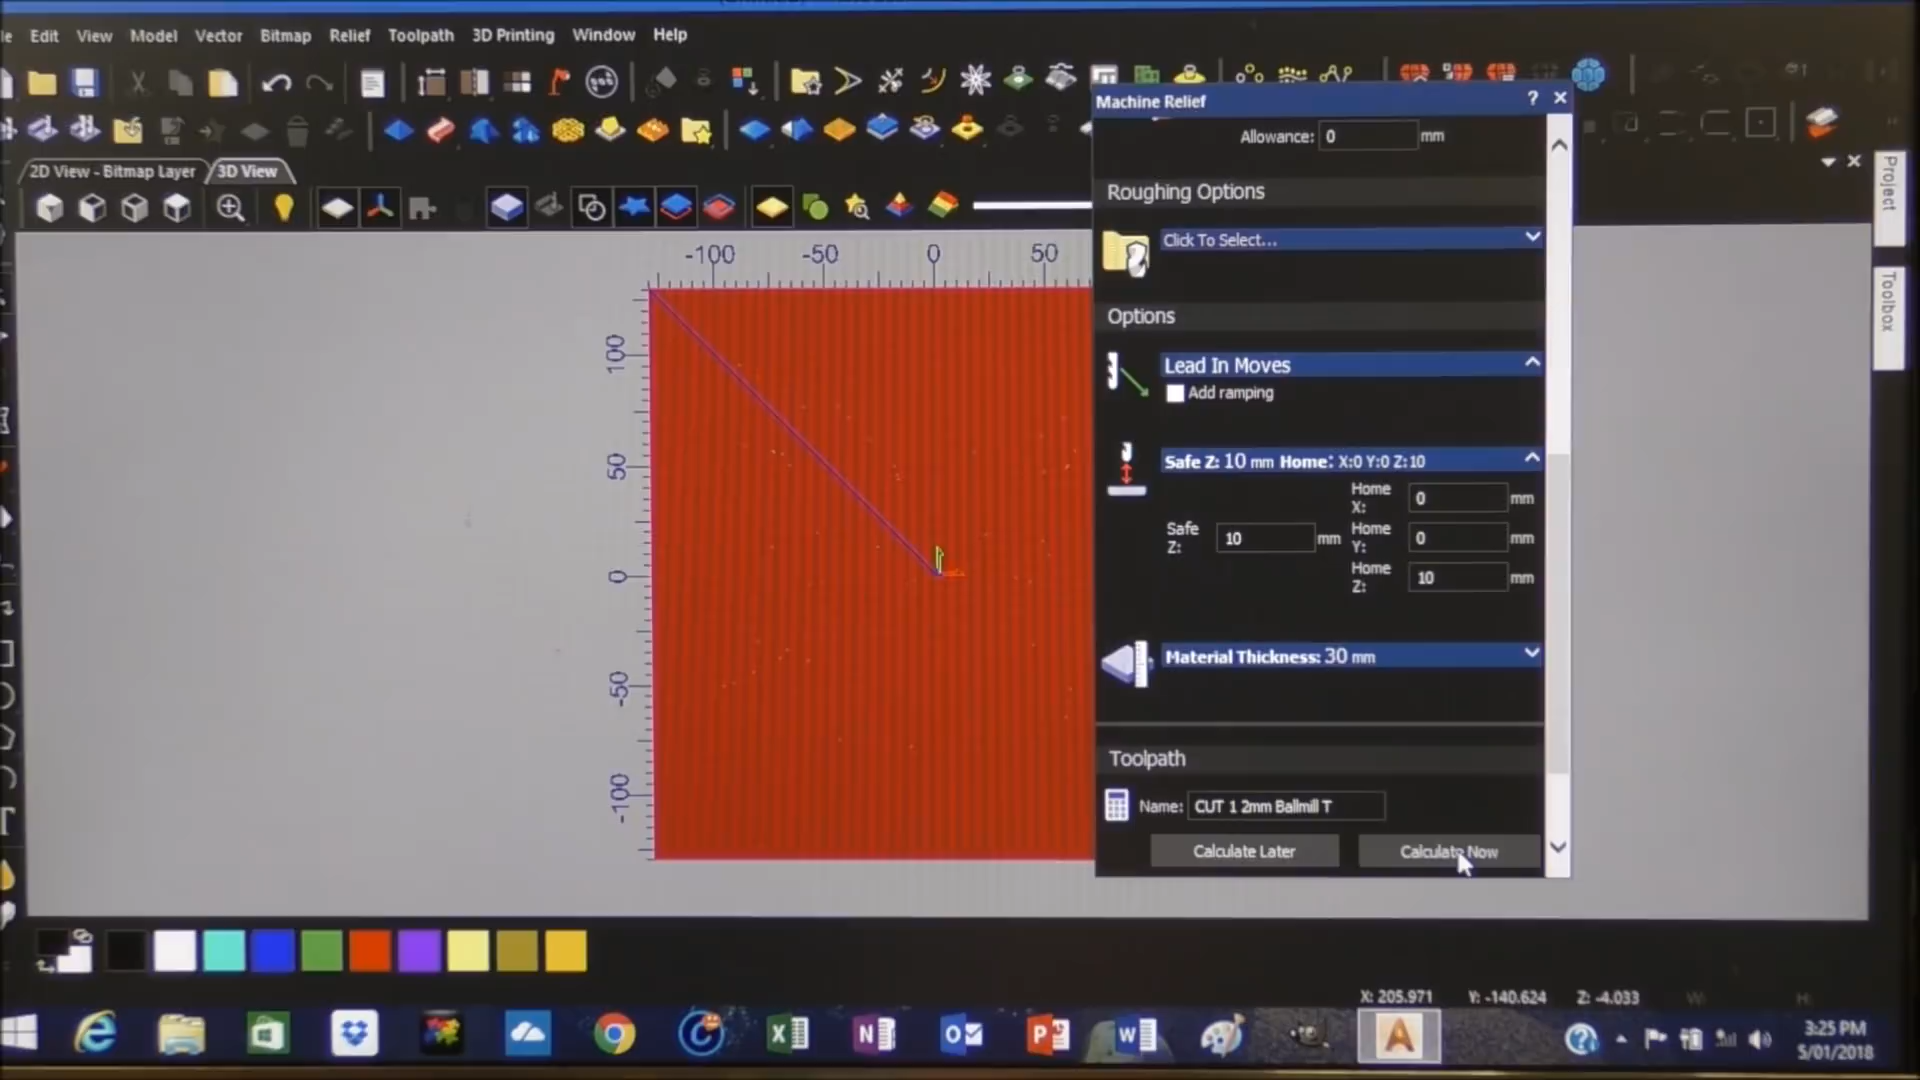 Edit View Model Vector Bitmap Relief Toolpath 3D Printing Window Help
Machine Relief ?
Allowance: 0 mm
2D View - Bitmap Layer 3D View
Project
Roughing Options
Click To Select...
-100 -50 0 50
Toolbox
Options
100
Lead In Moves
Add ramping
50
Safe Z: 10 mm Home: X:0 Y:0 Z:10
Home X: 0 mm
Safe Z: 10 mm
Home Y: 0 mm
Home Z: 10 mm
0
Material Thickness: 30 mm
-50
Toolpath
-100
Name: CUT 1 2mm Ballmill T
Calculate Later Calculate Now
X: 205.971 Y: -140.624 Z: -4.033 W: H:
3:25 PM
5/01/2018